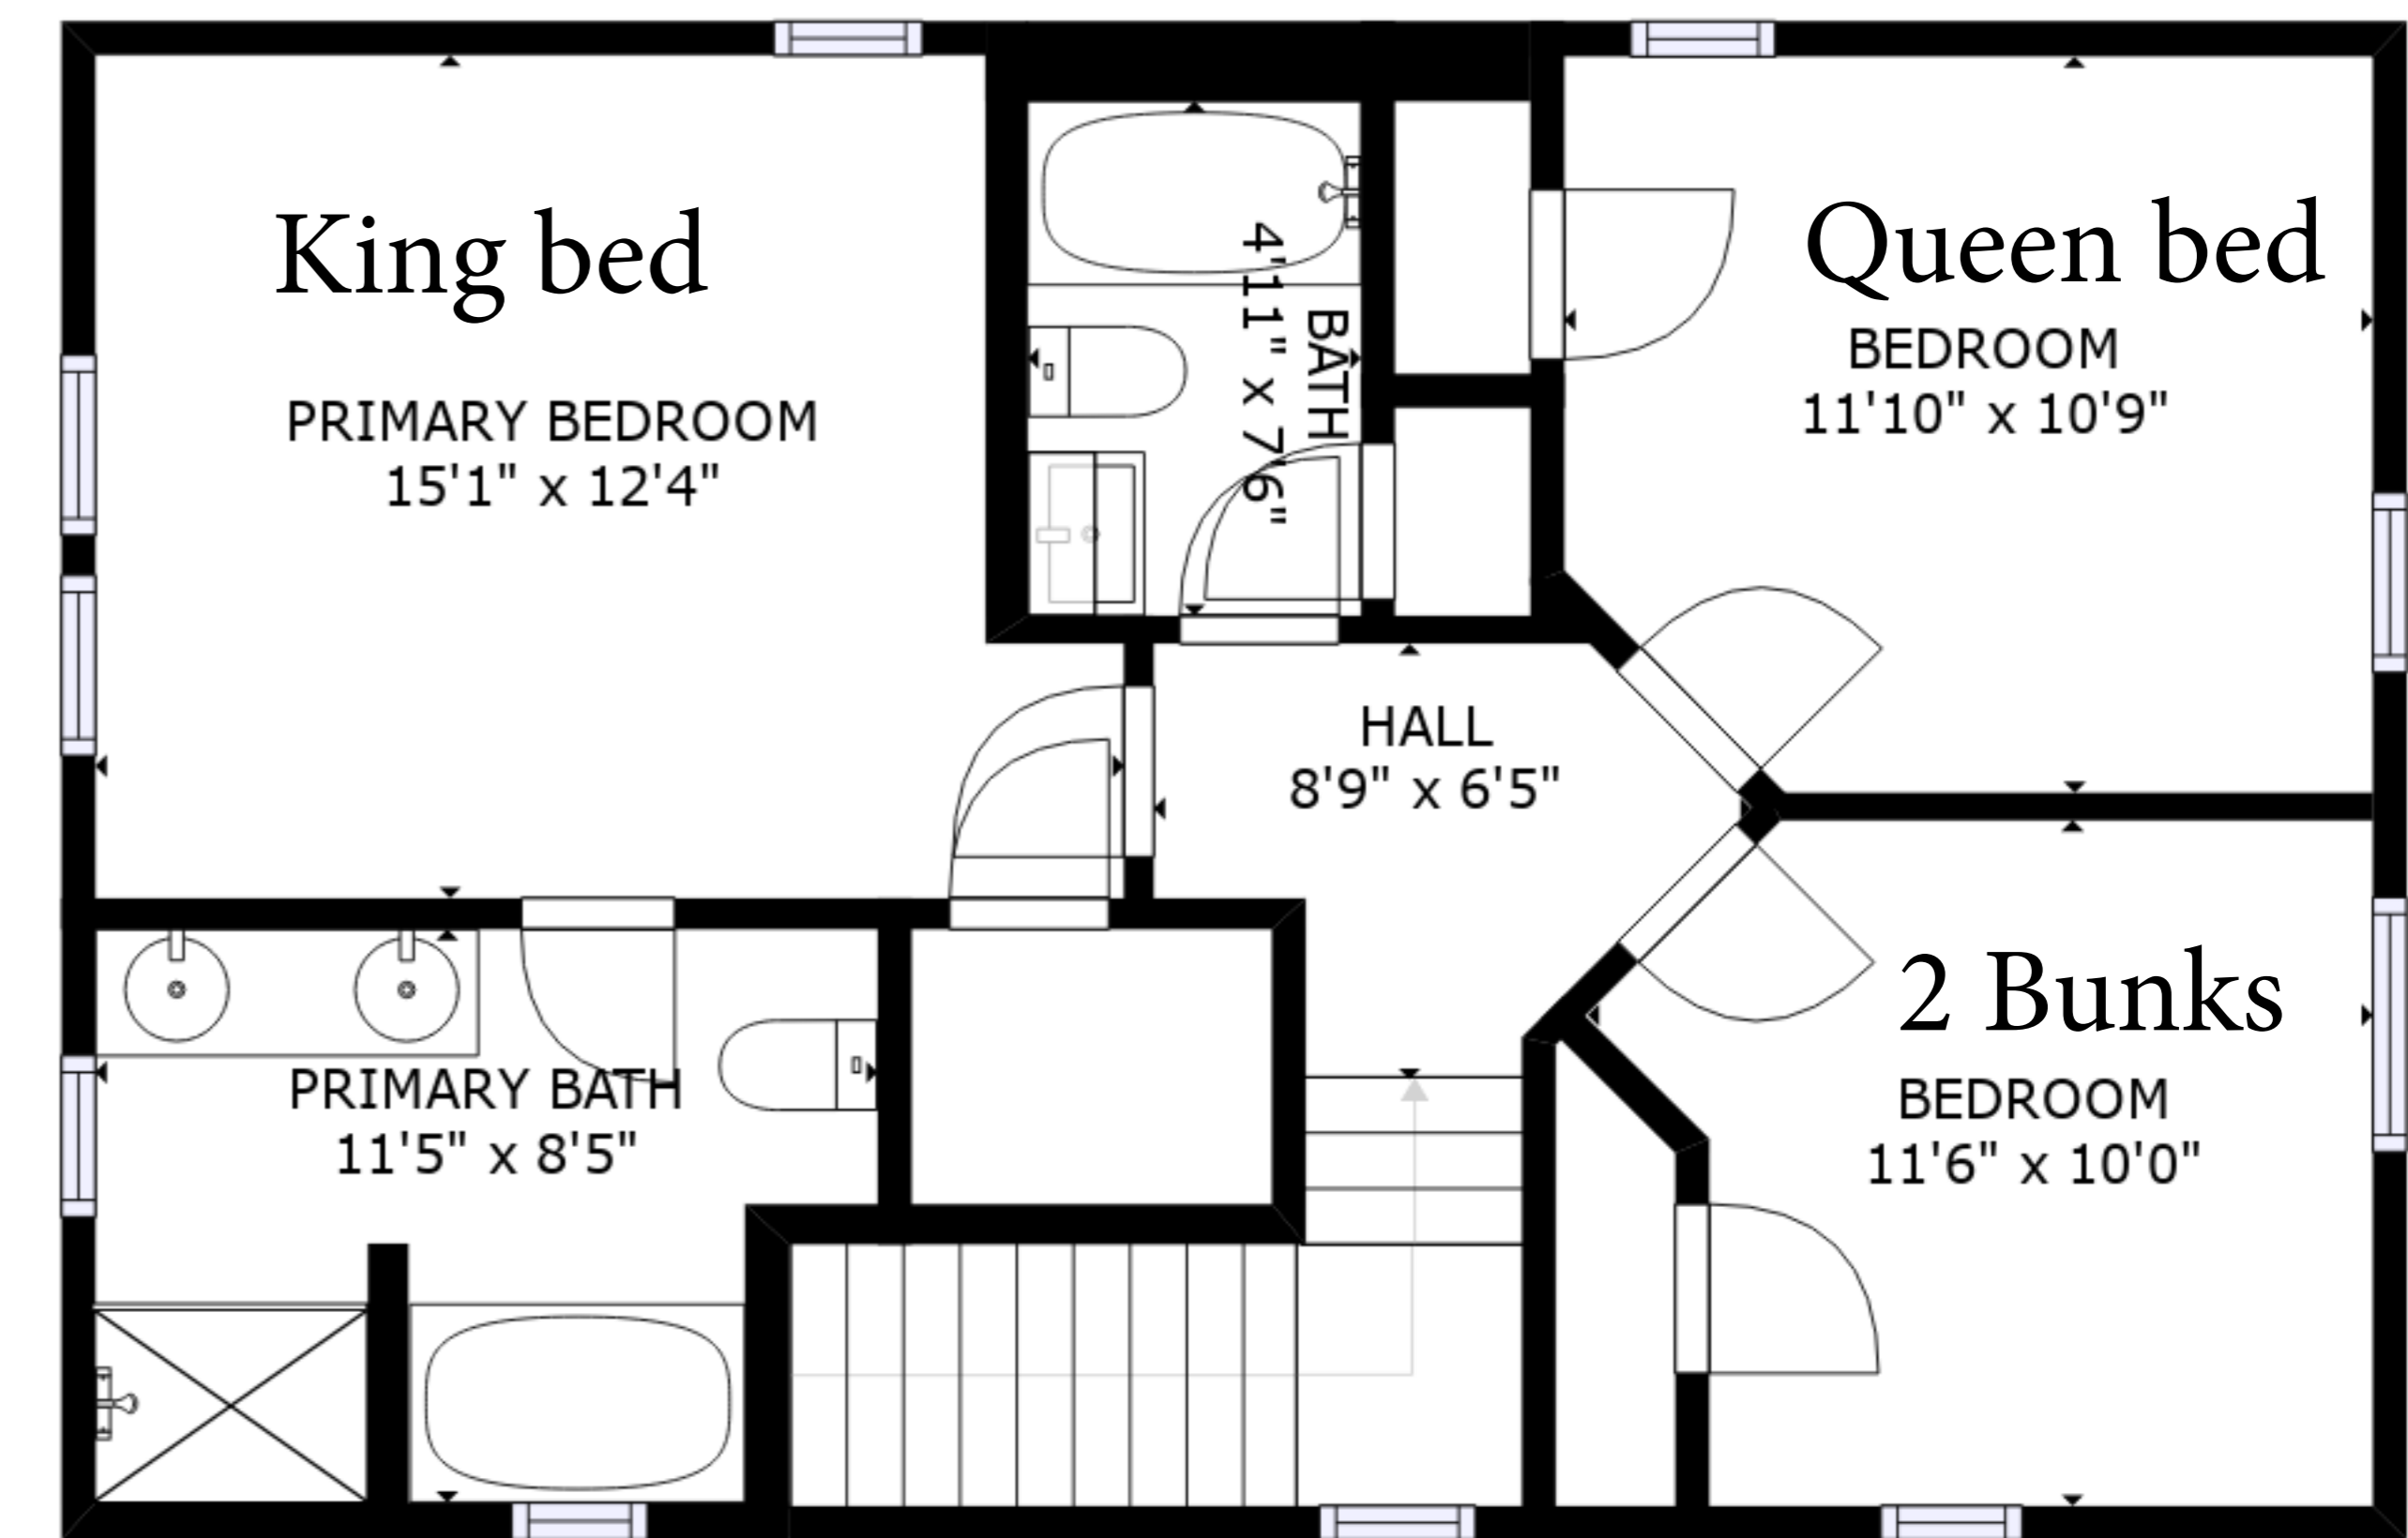 King bed
PRIMARY BEDROOM
15'1" x 12'4"
BATH
4'11" x 7'6"
Queen bed
BEDROOM
11'10" x 10'9"
HALL
8'9" x 6'5"
PRIMARY BATH
11'5" x 8'5"
2 Bunks
BEDROOM
11'6" x 10'0"